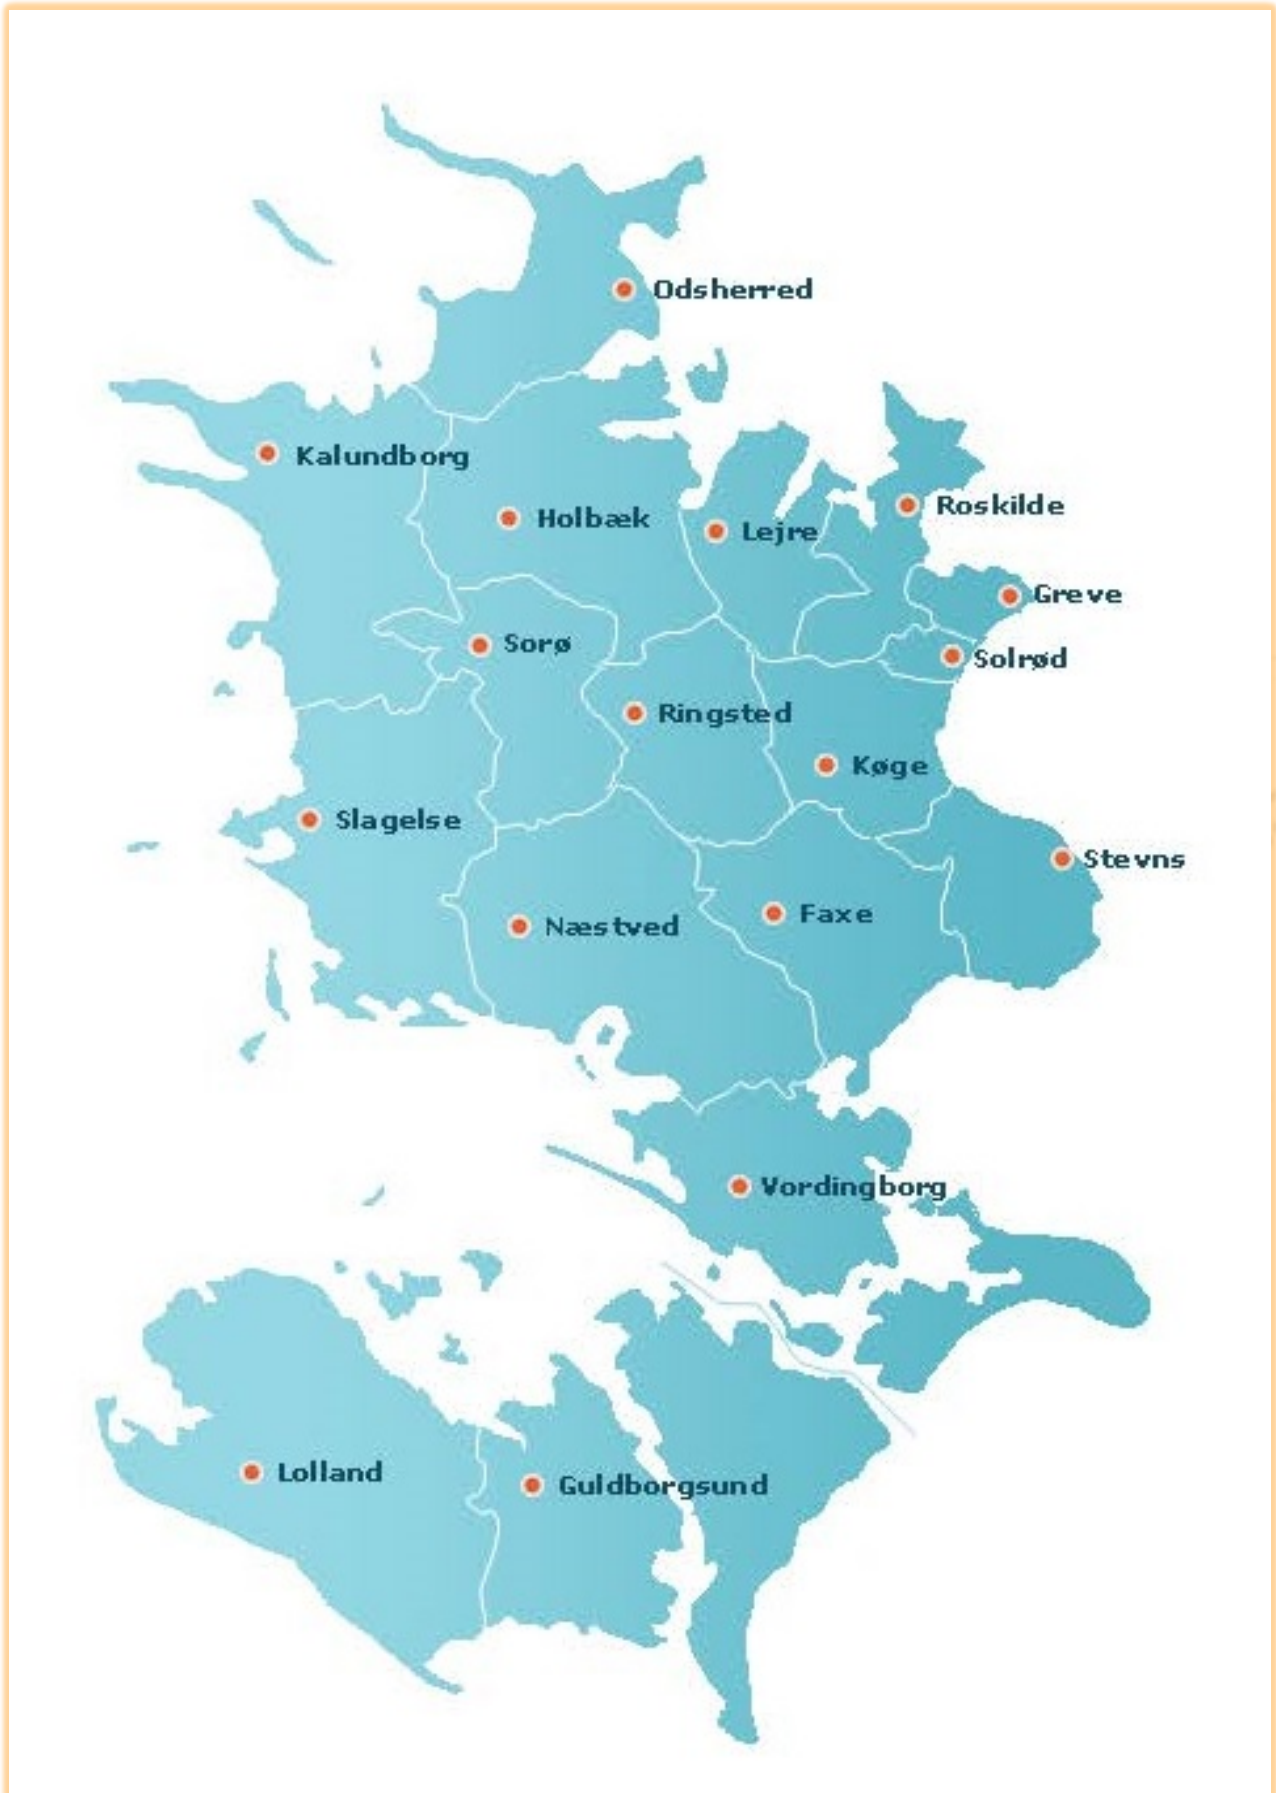 Odsherred
Kalundborg
Roskilde
Holbæk
Lejre
Greve
Sorø
Solrød
Ringsted
Køge
Slagelse
Stevns
Faxe
Næstved
Vordingborg
Lolland
Guldborgsund